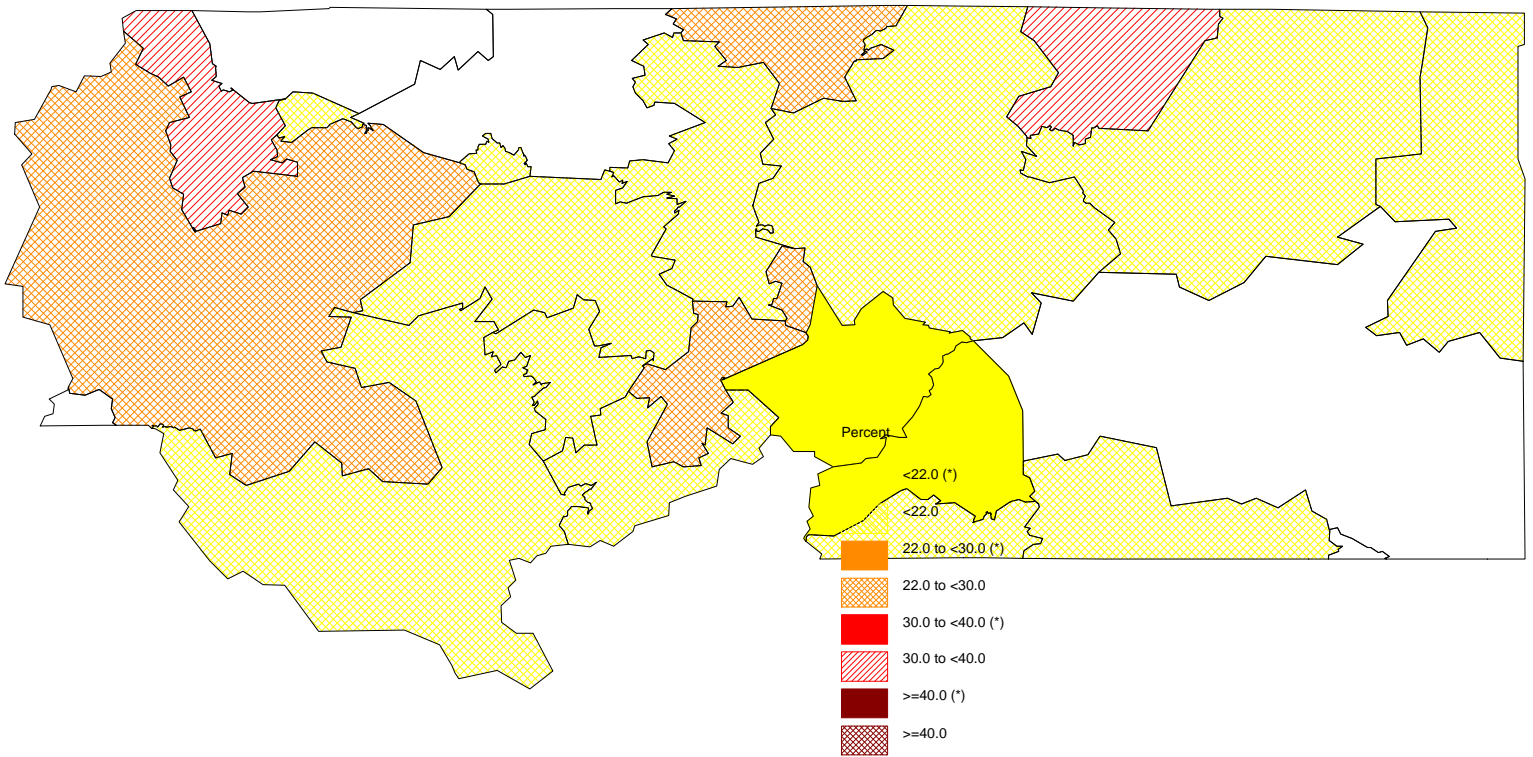 Percent
<22.0 (*)
<22.0
22.0 to <30.0 (*)
22.0 to <30.0
30.0 to <40.0 (*)
30.0 to <40.0
>=40.0 (*)
>=40.0